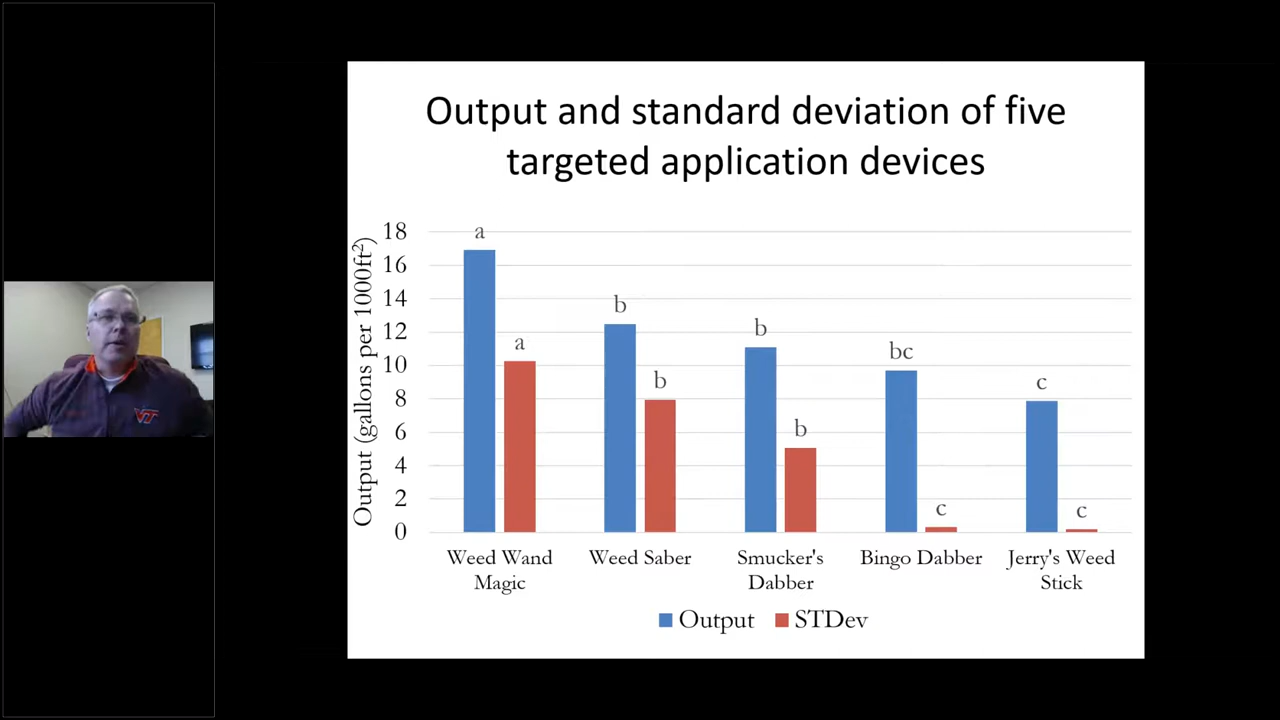 Output and standard deviation of five
targeted application devices
Output (gallons per 1000ft²)
18
16
14
12
10
8
6
4
2
0
a
a
b
b
b
b
bc
c
c
c
Weed Wand
Magic
Weed Saber
Smucker's
Dabber
Bingo Dabber
Jerry's Weed
Stick
Output
STDev
VT